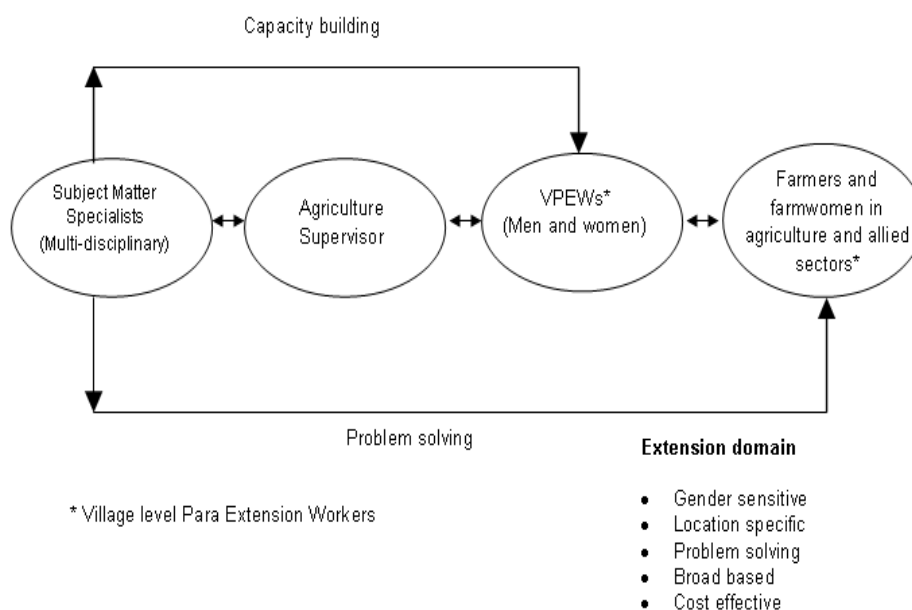 Capacity building
Subject Matter
Specialists
(Multi-disciplinary)
Agriculture
Supervisor
VPEWs*
(Men and women)
Farmers and
farmwomen in
agriculture and allied
sectors*
Problem solving
Extension domain
* Village level Para Extension Workers
• Gender sensitive
• Location specific
• Problem solving
• Broad based
• Cost effective